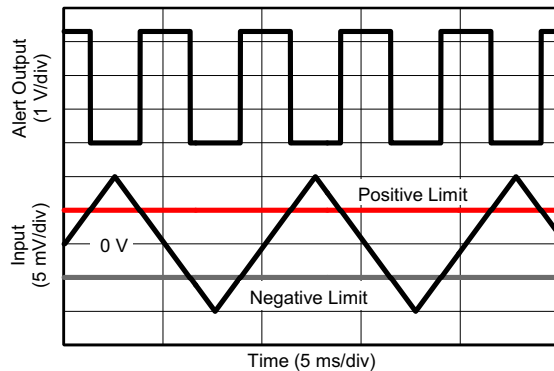 Alert Output
(1 V/div)
Positive Limit
Input
(5 mV/div)
0 V
Negative Limit
Time (5 ms/div)